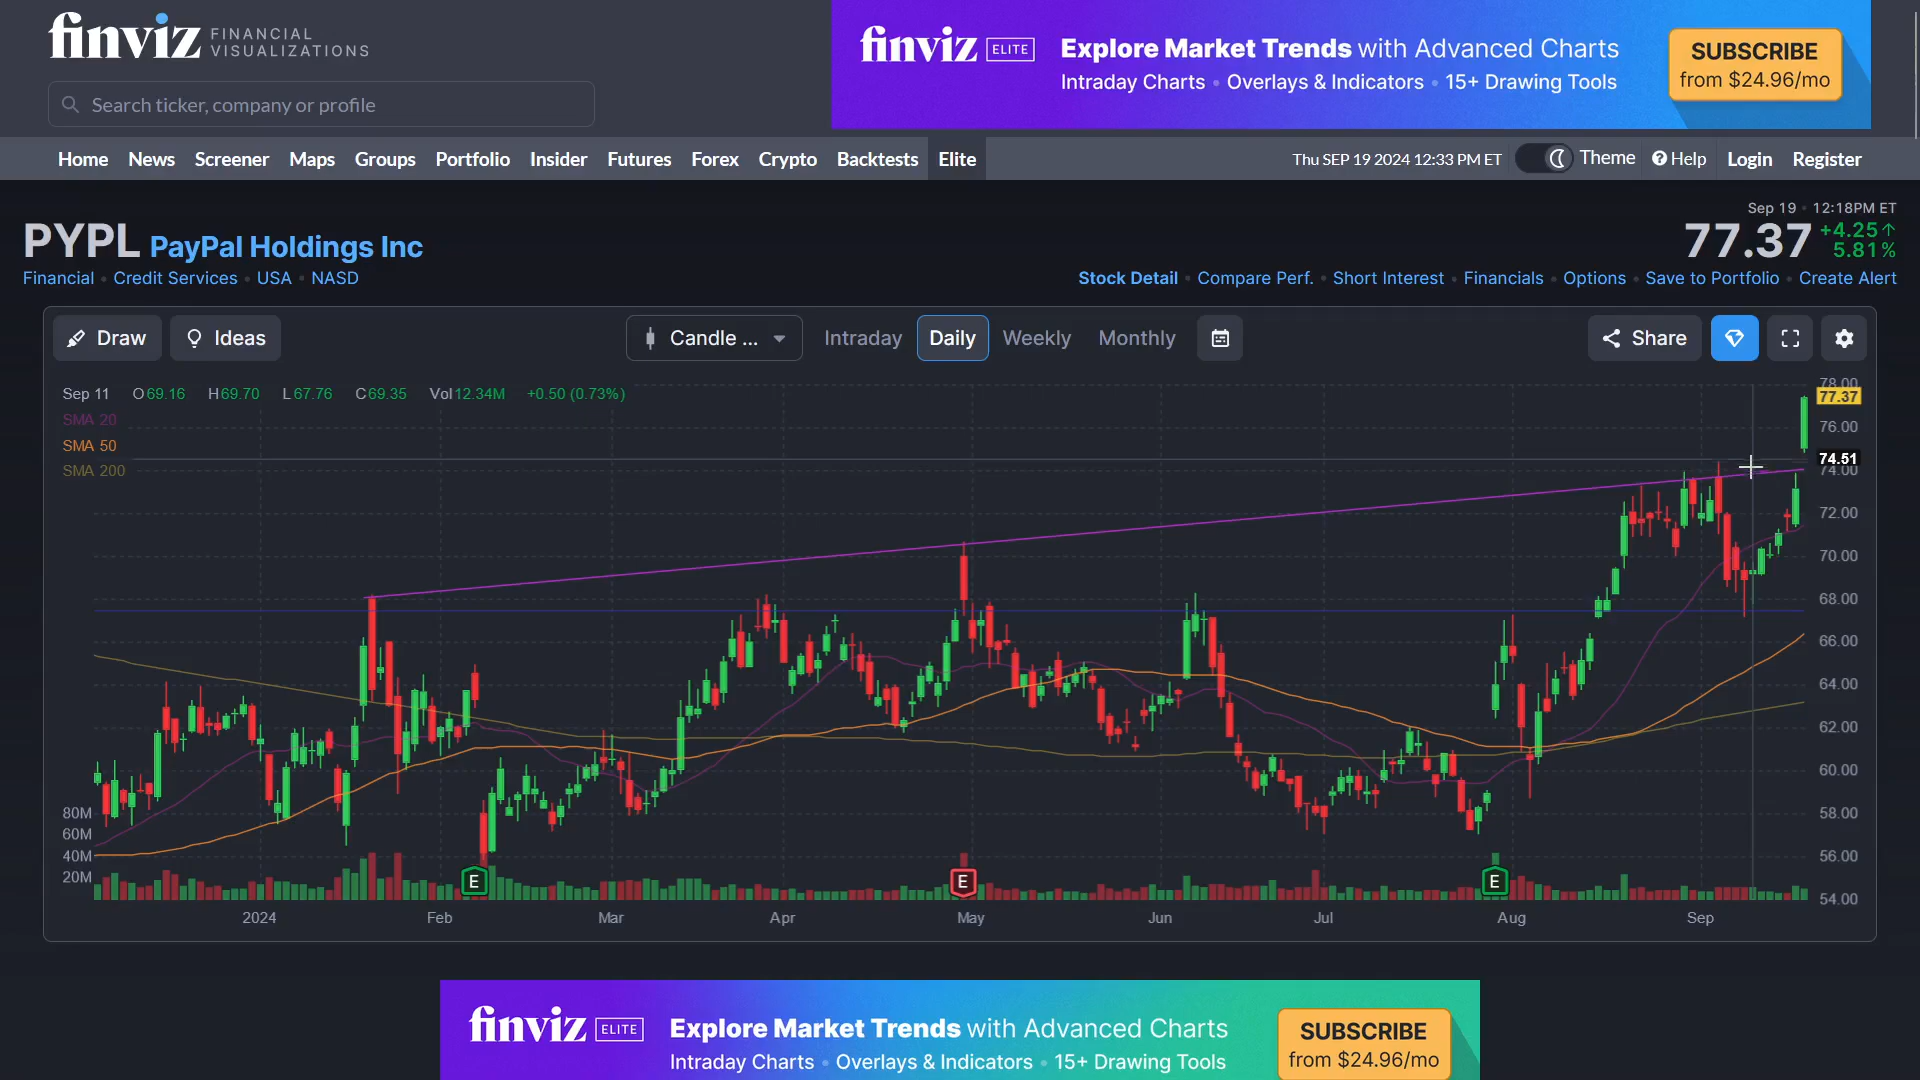 finviz FINANCIAL VISUALIZATIONS
finviz ELITE Explore Market Trends with Advanced Charts
Intraday Charts • Overlays & Indicators • 15+ Drawing Tools
SUBSCRIBE
from $24.96/mo
Search ticker, company or profile
Home News Screener Maps Groups Portfolio Insider Futures Forex Crypto Backtests Elite
Thu SEP 19 2024 12:33 PM ET Theme Help Login Register
Sep 19 • 12:18PM ET
PYPL PayPal Holdings Inc
77.37 +4.25↑
5.81%
Financial • Credit Services • USA • NASD
Stock Detail • Compare Perf. • Short Interest • Financials • Options • Save to Portfolio • Create Alert
Draw Ideas Candle ... Intraday Daily Weekly Monthly Share
Sep 11 O69.16 H69.70 L67.76 C69.35 Vol12.34M +0.50 (0.73%)
SMA 20
SMA 50
SMA 200
78.00
77.37
76.00
74.51
74.00
72.00
70.00
68.00
66.00
64.00
62.00
60.00
58.00
56.00
54.00
80M
60M
40M
20M
E E E
2024 Feb Mar Apr May Jun Jul Aug Sep
finviz ELITE Explore Market Trends with Advanced Charts
Intraday Charts • Overlays & Indicators • 15+ Drawing Tools
SUBSCRIBE
from $24.96/mo